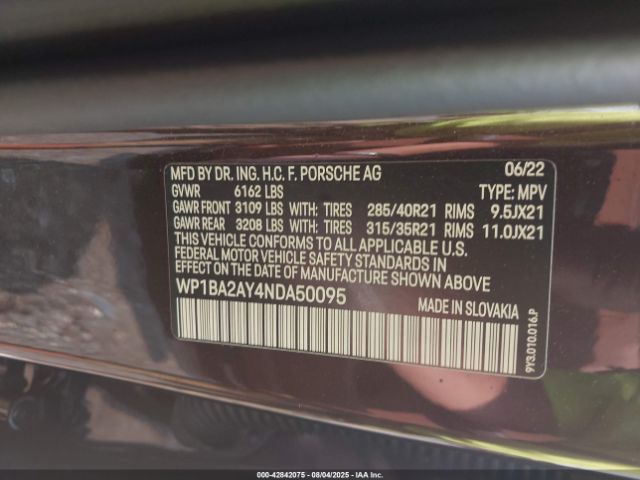 MFD BY DR. ING. H.C. F. PORSCHE AG 06/22
GVWR 6162 LBS TYPE: MPV
GAWR FRONT 3109 LBS WITH: TIRES 285/40R21 RIMS 9.5JX21
GAWR REAR 3208 LBS WITH: TIRES 315/35R21 RIMS 11.0JX21
THIS VEHICLE CONFORMS TO ALL APPLICABLE U.S.
FEDERAL MOTOR VEHICLE SAFETY STANDARDS IN
EFFECT ON THE DATE OF MANUFACTURE SHOWN ABOVE
WP1BA2AY4NDA50095 MADE IN SLOVAKIA
9Y3.010.016.P
000-42842075 - 08/04/2025 - IAAI.com